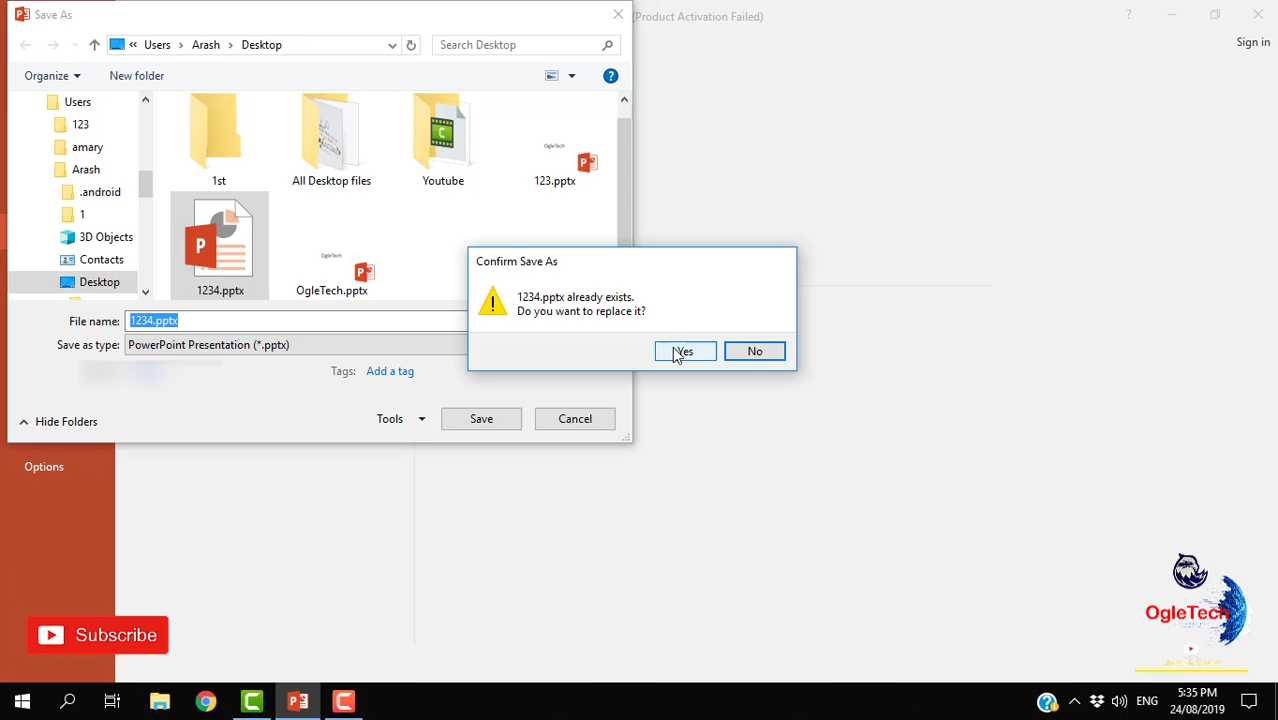 Save As
(Product Activation Failed)
?
Sign in
« Users > Arash > Desktop
Search Desktop
Organize
New folder
?
Users
123
amary
Arash
.android
1
3D Objects
Contacts
Desktop
1st
All Desktop files
Youtube
OgleTech
123.pptx
1234.pptx
OgleTech
OgleTech.pptx
File name: 1234.pptx
Save as type: PowerPoint Presentation (*.pptx)
Tags: Add a tag
Hide Folders
Tools
Save
Cancel
Confirm Save As
1234.pptx already exists.
Do you want to replace it?
Yes
No
Options
Subscribe
OgleTech
ENG
5:35 PM
24/08/2019